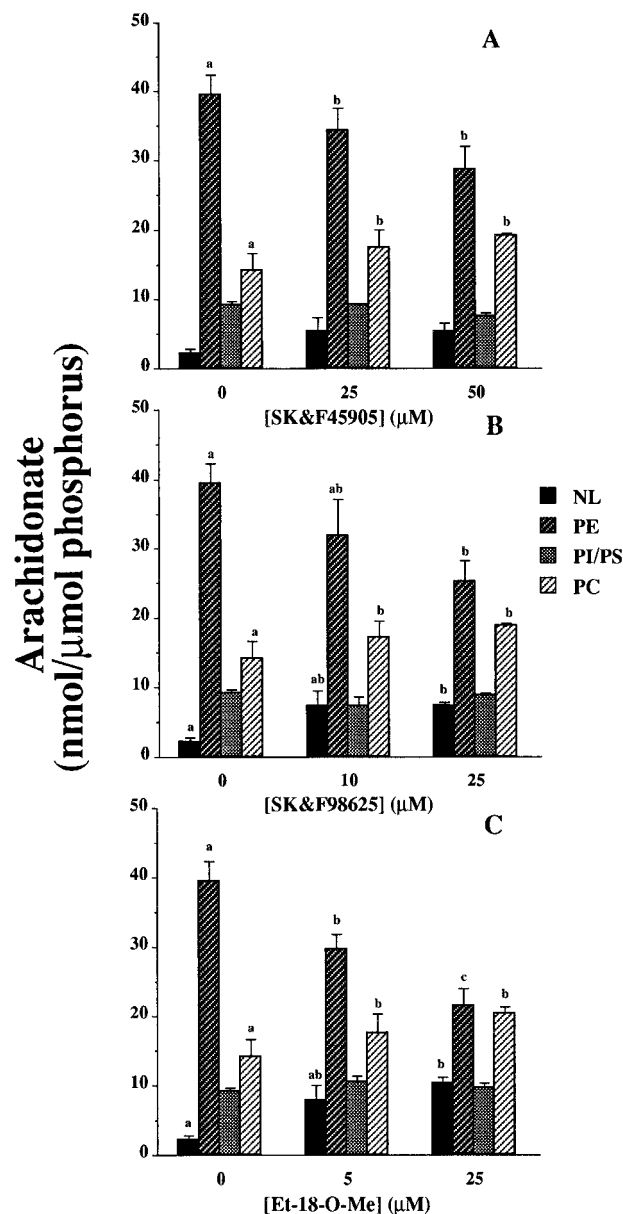 Arachidonate
(nmol/µmol phosphorus)
A
50
40
30
20
10
0
a
a
b
b
b
b
0
25
50
[SK&F45905] (µM)
B
50
40
30
20
10
0
a
a
a
ab
ab
b
b
b
b
0
10
25
[SK&F98625] (µM)
NL
PE
PI/PS
PC
C
50
40
30
20
10
0
a
a
a
ab
b
b
b
c
b
0
5
25
[Et-18-O-Me] (µM)